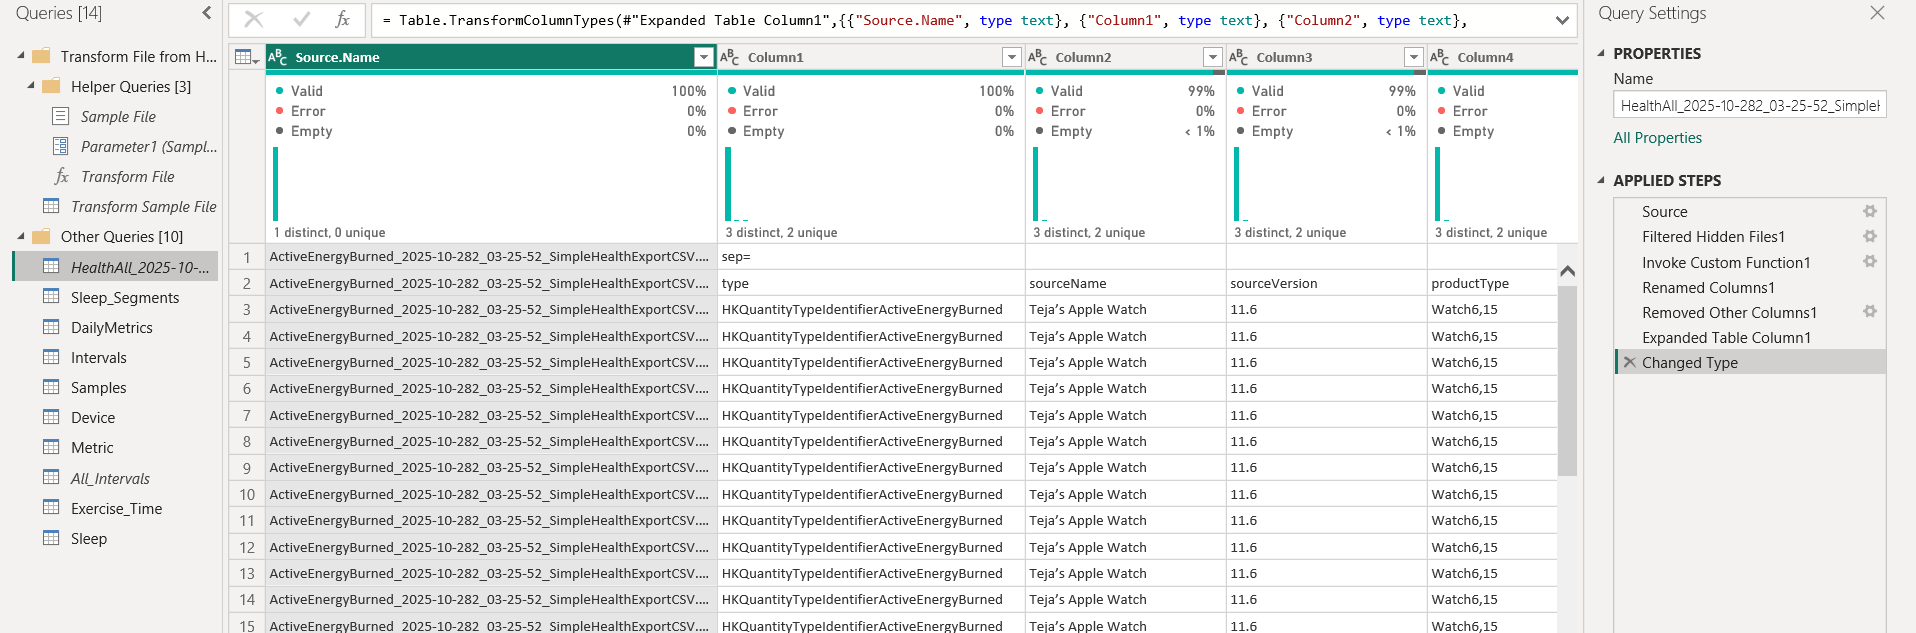 Queries [14]
Transform File from H...
Helper Queries [3]
Sample File
Parameter1 (Sampl...
Transform File
Transform Sample File
Other Queries [10]
HealthAll_2025-10-...
Sleep_Segments
DailyMetrics
Intervals
Samples
Device
Metric
All_Intervals
Exercise_Time
Sleep
fx = Table.TransformColumnTypes(#"Expanded Table Column1",{{"Source.Name", type text}, {"Column1", type text}, {"Column2", type text},
Source.Name Column1 Column2 Column3 Column4
Valid 100% Valid 100% Valid 99% Valid 99% Valid
Error 0% Error 0% Error 0% Error 0% Error
Empty 0% Empty 0% Empty < 1% Empty < 1% Empty
1 distinct, 0 unique 3 distinct, 2 unique 3 distinct, 2 unique 3 distinct, 2 unique 3 distinct, 2 unique
1 ActiveEnergyBurned_2025-10-282_03-25-52_SimpleHealthExportCSV.... sep=
2 ActiveEnergyBurned_2025-10-282_03-25-52_SimpleHealthExportCSV.... type sourceName sourceVersion productType
3 ActiveEnergyBurned_2025-10-282_03-25-52_SimpleHealthExportCSV.... HKQuantityTypeIdentifierActiveEnergyBurned Teja’s Apple Watch 11.6 Watch6,15
4 ActiveEnergyBurned_2025-10-282_03-25-52_SimpleHealthExportCSV.... HKQuantityTypeIdentifierActiveEnergyBurned Teja’s Apple Watch 11.6 Watch6,15
5 ActiveEnergyBurned_2025-10-282_03-25-52_SimpleHealthExportCSV.... HKQuantityTypeIdentifierActiveEnergyBurned Teja’s Apple Watch 11.6 Watch6,15
6 ActiveEnergyBurned_2025-10-282_03-25-52_SimpleHealthExportCSV.... HKQuantityTypeIdentifierActiveEnergyBurned Teja’s Apple Watch 11.6 Watch6,15
7 ActiveEnergyBurned_2025-10-282_03-25-52_SimpleHealthExportCSV.... HKQuantityTypeIdentifierActiveEnergyBurned Teja’s Apple Watch 11.6 Watch6,15
8 ActiveEnergyBurned_2025-10-282_03-25-52_SimpleHealthExportCSV.... HKQuantityTypeIdentifierActiveEnergyBurned Teja’s Apple Watch 11.6 Watch6,15
9 ActiveEnergyBurned_2025-10-282_03-25-52_SimpleHealthExportCSV.... HKQuantityTypeIdentifierActiveEnergyBurned Teja’s Apple Watch 11.6 Watch6,15
10 ActiveEnergyBurned_2025-10-282_03-25-52_SimpleHealthExportCSV.... HKQuantityTypeIdentifierActiveEnergyBurned Teja’s Apple Watch 11.6 Watch6,15
11 ActiveEnergyBurned_2025-10-282_03-25-52_SimpleHealthExportCSV.... HKQuantityTypeIdentifierActiveEnergyBurned Teja’s Apple Watch 11.6 Watch6,15
12 ActiveEnergyBurned_2025-10-282_03-25-52_SimpleHealthExportCSV.... HKQuantityTypeIdentifierActiveEnergyBurned Teja’s Apple Watch 11.6 Watch6,15
13 ActiveEnergyBurned_2025-10-282_03-25-52_SimpleHealthExportCSV.... HKQuantityTypeIdentifierActiveEnergyBurned Teja’s Apple Watch 11.6 Watch6,15
14 ActiveEnergyBurned_2025-10-282_03-25-52_SimpleHealthExportCSV.... HKQuantityTypeIdentifierActiveEnergyBurned Teja’s Apple Watch 11.6 Watch6,15
15 ActiveEnergyBurned_2025-10-282_03-25-52_SimpleHealthExportCSV.... HKQuantityTypeIdentifierActiveEnergyBurned Teja’s Apple Watch 11.6 Watch6,15
Query Settings
PROPERTIES
Name
HealthAll_2025-10-282_03-25-52_Simple
All Properties
APPLIED STEPS
Source
Filtered Hidden Files1
Invoke Custom Function1
Renamed Columns1
Removed Other Columns1
Expanded Table Column1
Changed Type